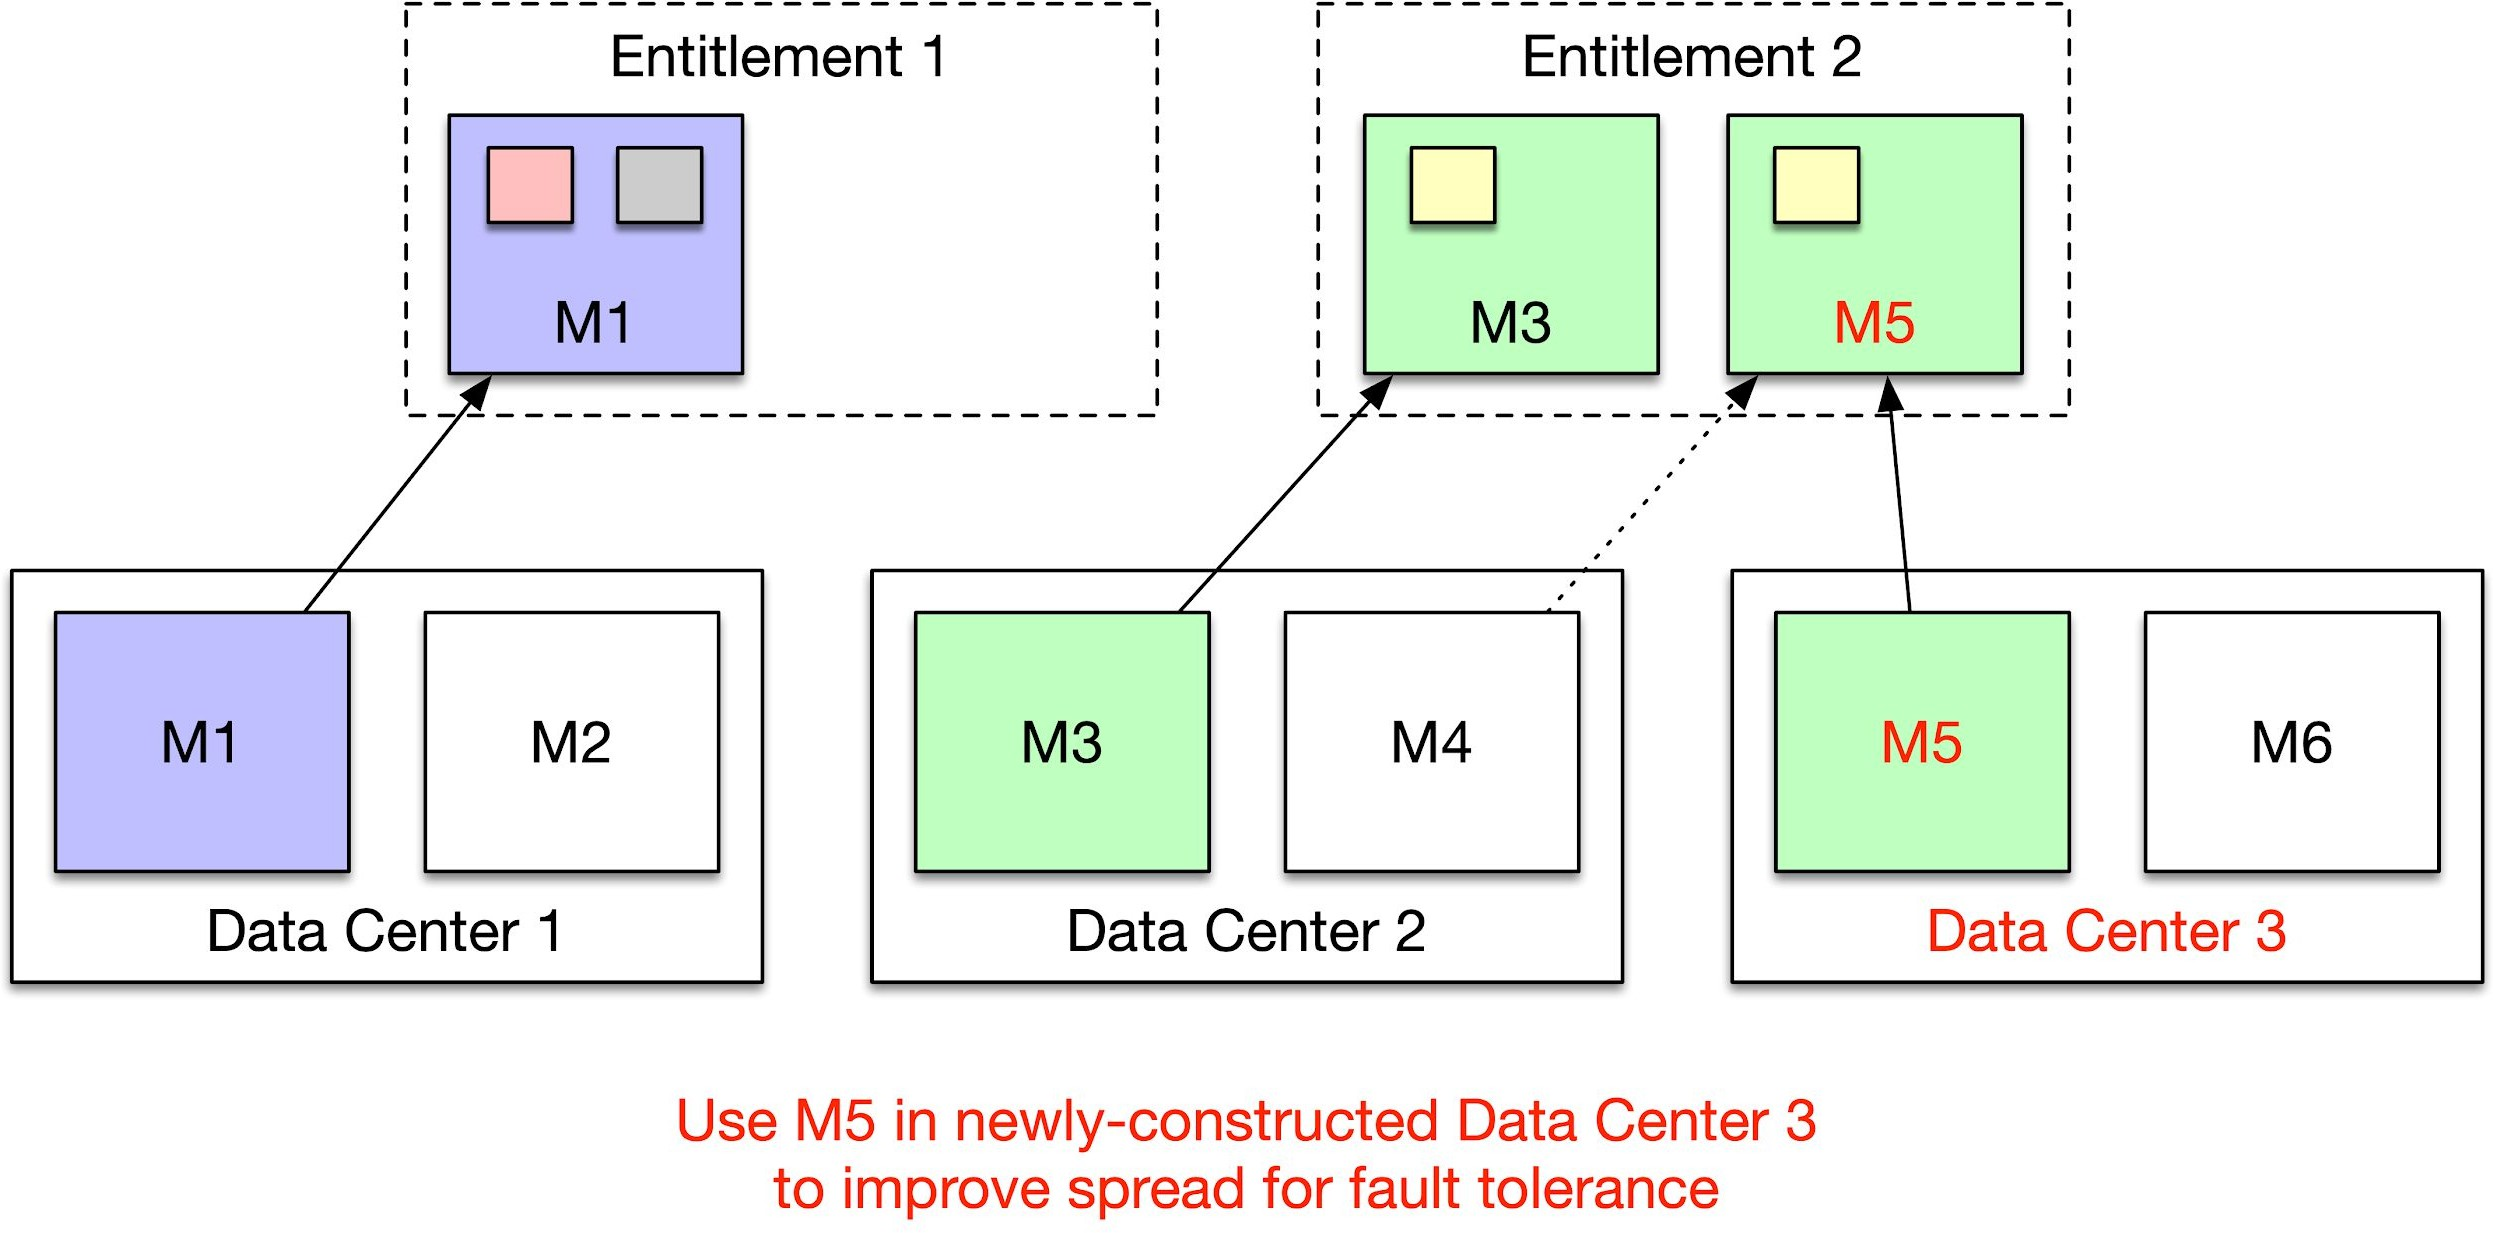 Entitlement 1
Entitlement 2
M1
M3
M5
M1
M2
M3
M4
M5
M6
Data Center 1
Data Center 2
Data Center 3
Use M5 in newly-constructed Data Center 3
to improve spread for fault tolerance